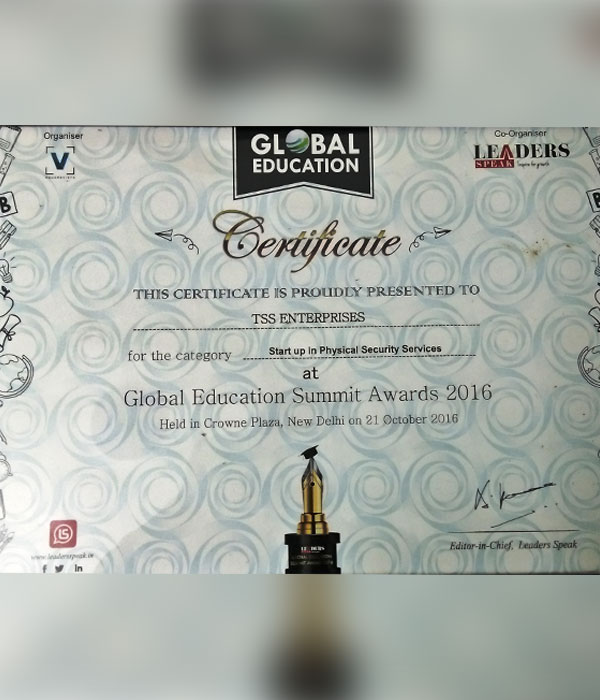 Organiser
V
Co-Organiser
LEADERS
SPEAK
GLOBAL
EDUCATION
B
Certificate
THIS CERTIFICATE IS PROUDLY PRESENTED TO
TSS ENTERPRISES
for the category Start up in Physical Security Services
at
Global Education Summit Awards 2016
Held in Crowne Plaza, New Delhi on 21 October 2016
LS
www.leadersspeak.in
LEADERS
Editor-in-Chief, Leaders Speak